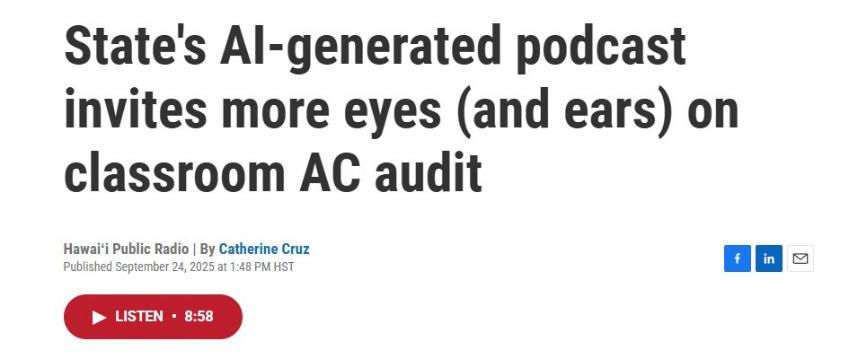 State's AI-generated podcast
invites more eyes (and ears) on
classroom AC audit
Hawaiʻi Public Radio | By Catherine Cruz
Published September 24, 2025 at 1:48 PM HST
f in
LISTEN • 8:58